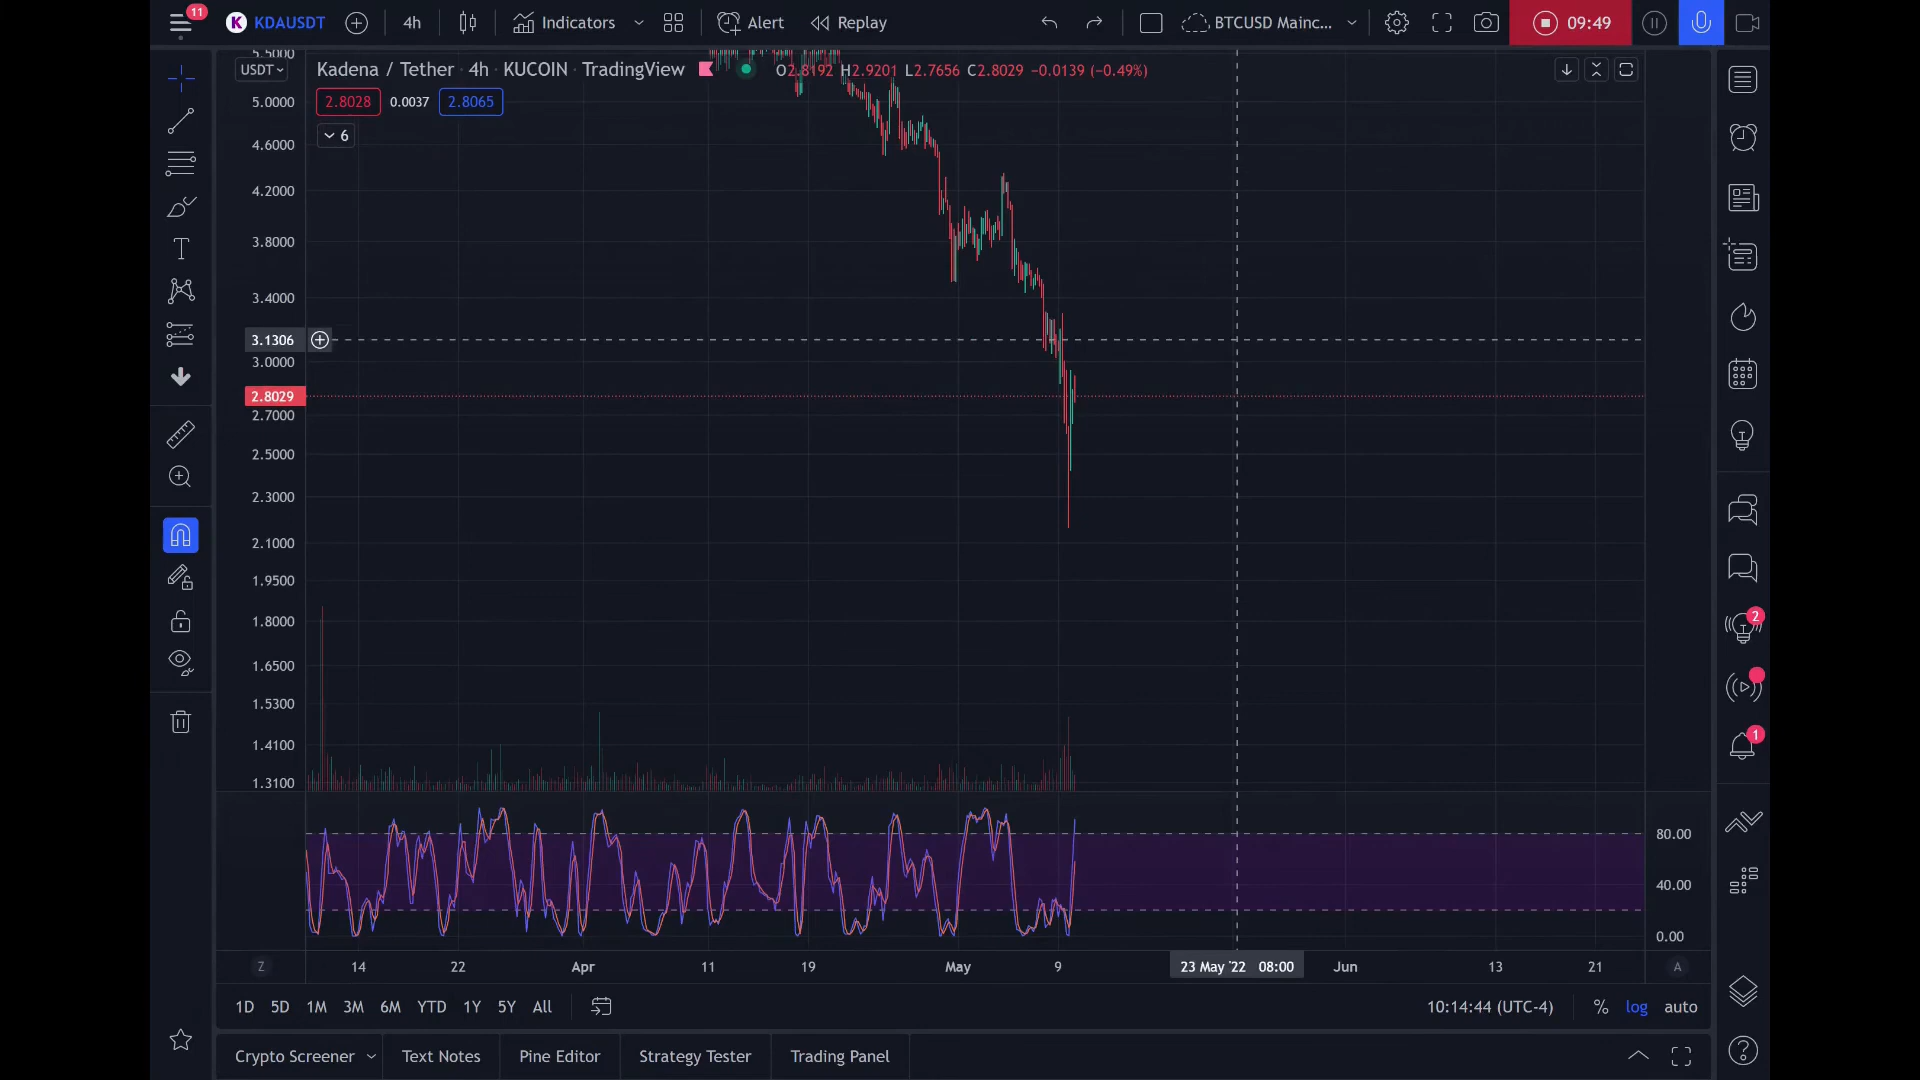 11
KDAUSDT
4h
Indicators
Alert
Replay
BTCUSD Mainc...
09:49
5.5000
USDT
Kadena / Tether · 4h · KUCOIN · TradingView
O2.8192 H2.9201 L2.7656 C2.8029 −0.0139 (−0.49%)
2.8028 0.0037 2.8065
6
5.0000
4.6000
4.2000
3.8000
3.4000
3.1306
3.0000
2.8029
2.7000
2.5000
2.3000
2.1000
1.9500
1.8000
1.6500
1.5300
1.4100
1.3100
2
1
80.00
40.00
0.00
Z
14 22 Apr 11 19 May 9 23 May '22 08:00 Jun 13 21
A
1D 5D 1M 3M 6M YTD 1Y 5Y All
10:14:44 (UTC-4) % log auto
Crypto Screener Text Notes Pine Editor Strategy Tester Trading Panel